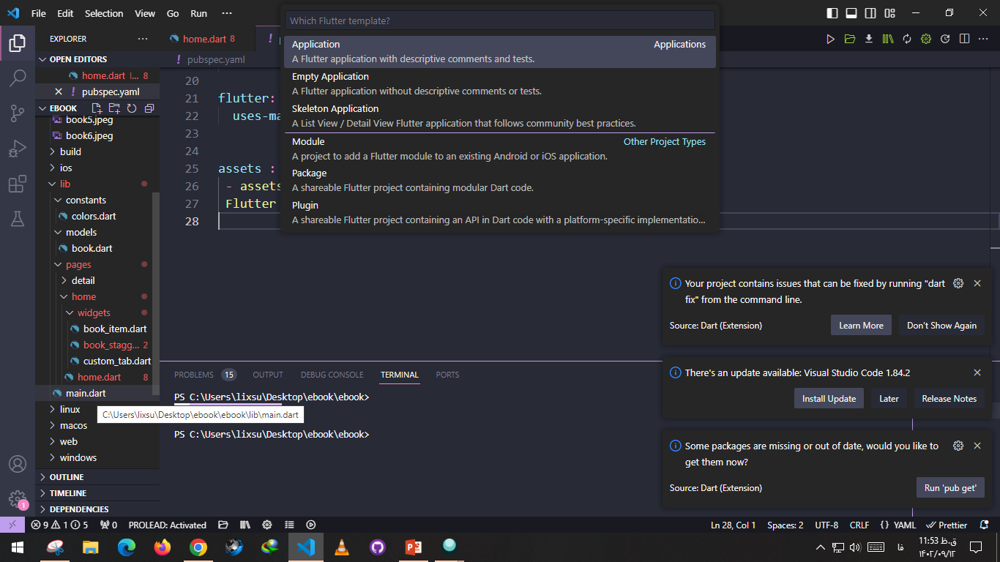 File Edit Selection View Go Run ···
Which Flutter template?
Application Applications
A Flutter application with descriptive comments and tests.
Empty Application
A Flutter application without descriptive comments or tests.
Skeleton Application
A List View / Detail View Flutter application that follows community best practices.
Module Other Project Types
A project to add a Flutter module to an existing Android or iOS application.
Package
A shareable Flutter project containing modular Dart code.
Plugin
A shareable Flutter project containing an API in Dart code with a platform-specific implementatio...
EXPLORER ···
OPEN EDITORS
home.dart l... 8
pubspec.yaml
EBOOK
book5.jpeg
book6.jpeg
build
ios
lib
constants
colors.dart
models
book.dart
pages
detail
home
widgets
book_item.dart
book_stagg... 2
custom_tab.dart
home.dart 8
main.dart
linux
macos
web
windows
OUTLINE
TIMELINE
DEPENDENCIES
C:\Users\lixsu\Desktop\ebook\ebook\lib\main.dart
home.dart 8
! pubspec.yaml
20
21 flutter:
22 uses-ma
23
24
25 assets :
26 - assets
27 Flutter
28
PROBLEMS 15 OUTPUT DEBUG CONSOLE TERMINAL PORTS
PS C:\Users\lixsu\Desktop\ebook\ebook>
PS C:\Users\lixsu\Desktop\ebook\ebook>
Your project contains issues that can be fixed by running "dart
fix" from the command line.
Source: Dart (Extension) Learn More Don't Show Again
There's an update available: Visual Studio Code 1.84.2
Install Update Later Release Notes
Some packages are missing or out of date, would you like to
get them now?
Source: Dart (Extension) Run 'pub get'
1
9 1 5 0 PROLEAD: Activated
Ln 28, Col 1 Spaces: 2 UTF-8 CRLF {} YAML Prettier
فا
11:53 ق.ظ
۱۴۰۲/۰۹/۱۲